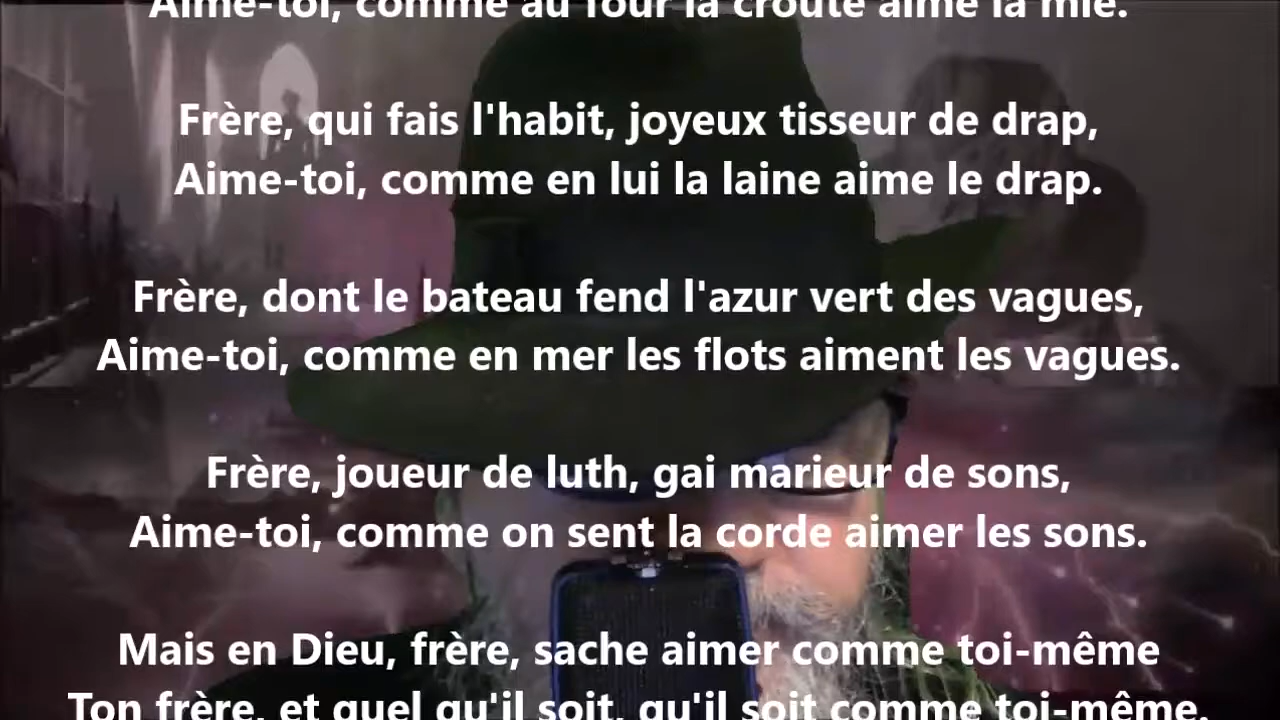 Aime-toi, comme au four la croûte aime la mie.
Frère, qui fais l'habit, joyeux tisseur de drap,
Aime-toi, comme en lui la laine aime le drap.
Frère, dont le bateau fend l'azur vert des vagues,
Aime-toi, comme en mer les flots aiment les vagues.
Frère, joueur de luth, gai marieur de sons,
Aime-toi, comme on sent la corde aimer les sons.
Mais en Dieu, frère, sache aimer comme toi-même
Ton frère, et quel qu'il soit, qu'il soit comme toi-même.